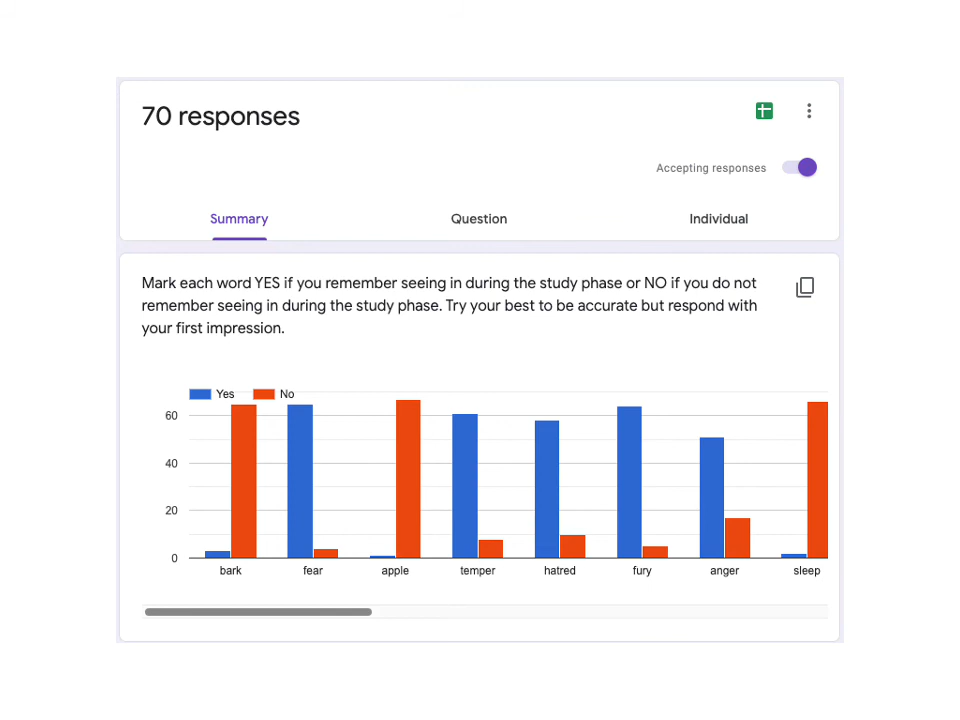 70 responses
Accepting responses
Summary Question Individual
Mark each word YES if you remember seeing in during the study phase or NO if you do not
remember seeing in during the study phase. Try your best to be accurate but respond with
your first impression.
Yes No
60
40
20
0
bark fear apple temper hatred fury anger sleep